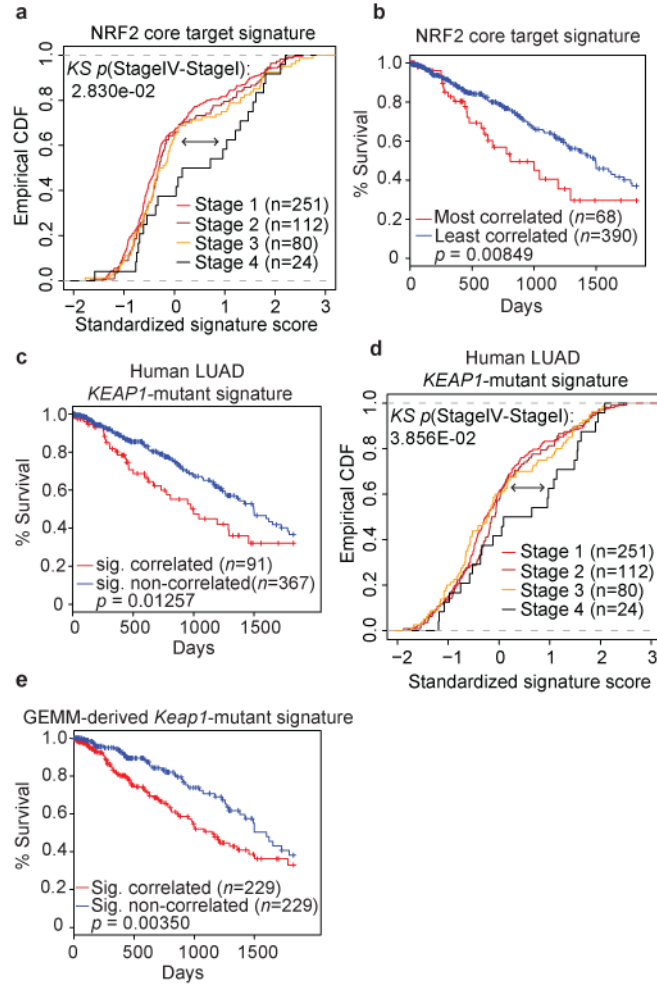 a
NRF2 core target signature
KS p(StageIV-StageI):
2.830e-02
Empirical CDF
1.0
0.8
0.6
0.4
0.2
0.0
Stage 1 (n=251)
Stage 2 (n=112)
Stage 3 (n=80)
Stage 4 (n=24)
−2 −1 0 1 2 3
Standardized signature score
b
NRF2 core target signature
% Survival
1.0
0.8
0.6
0.4
0.2
0.0
Most correlated (n=68)
Least correlated (n=390)
p = 0.00849
0 500 1000 1500
Days
c
Human LUAD
KEAP1-mutant signature
% Survival
1.0
0.8
0.6
0.4
0.2
0.0
sig. correlated (n=91)
sig. non-correlated(n=367)
p = 0.01257
0 500 1000 1500
Days
d
Human LUAD
KEAP1-mutant signature
KS p(StageIV-StageI):
3.856E-02
Empirical CDF
1.0
0.8
0.6
0.4
0.2
0.0
Stage 1 (n=251)
Stage 2 (n=112)
Stage 3 (n=80)
Stage 4 (n=24)
−2 −1 0 1 2 3
Standardized signature score
e
GEMM-derived Keap1-mutant signature
% Survival
1.0
0.8
0.6
0.4
0.2
0
Sig. correlated (n=229)
Sig. non-correlated (n=229)
p = 0.00350
0 500 1000 1500
Days